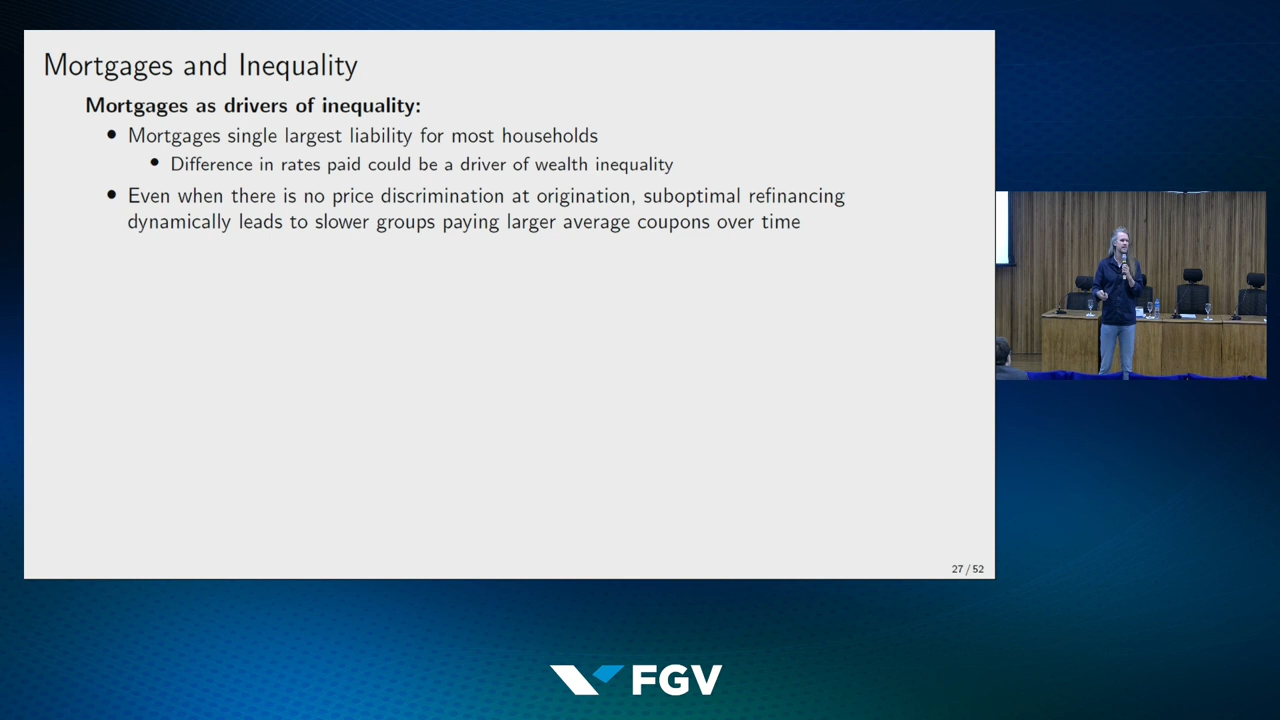 Mortgages and Inequality
Mortgages as drivers of inequality:
• Mortgages single largest liability for most households
• Difference in rates paid could be a driver of wealth inequality
• Even when there is no price discrimination at origination, suboptimal refinancing
dynamically leads to slower groups paying larger average coupons over time
27 / 52
FGV